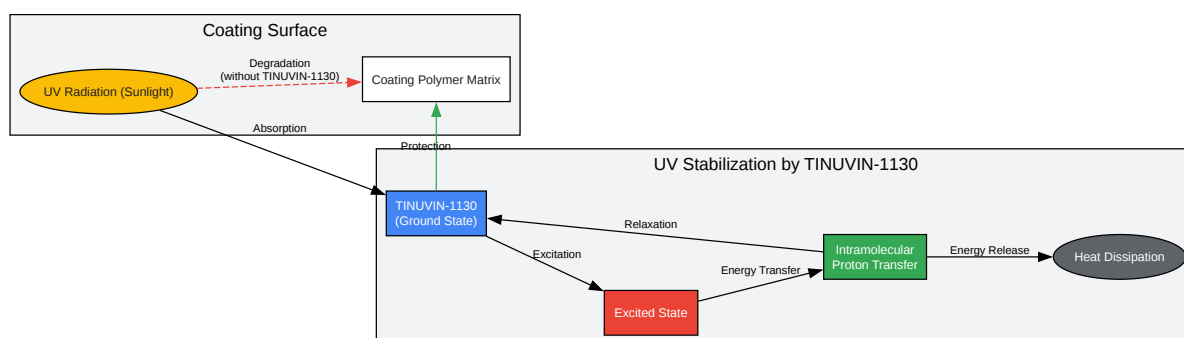 Coating Surface
Degradation
(without TINUVIN-1130)
UV Radiation (Sunlight)
Coating Polymer Matrix
Absorption
Protection
UV Stabilization by TINUVIN-1130
TINUVIN-1130
(Ground State)
Relaxation
Excitation
Intramolecular
Proton Transfer
Energy Release
Heat Dissipation
Energy Transfer
Excited State